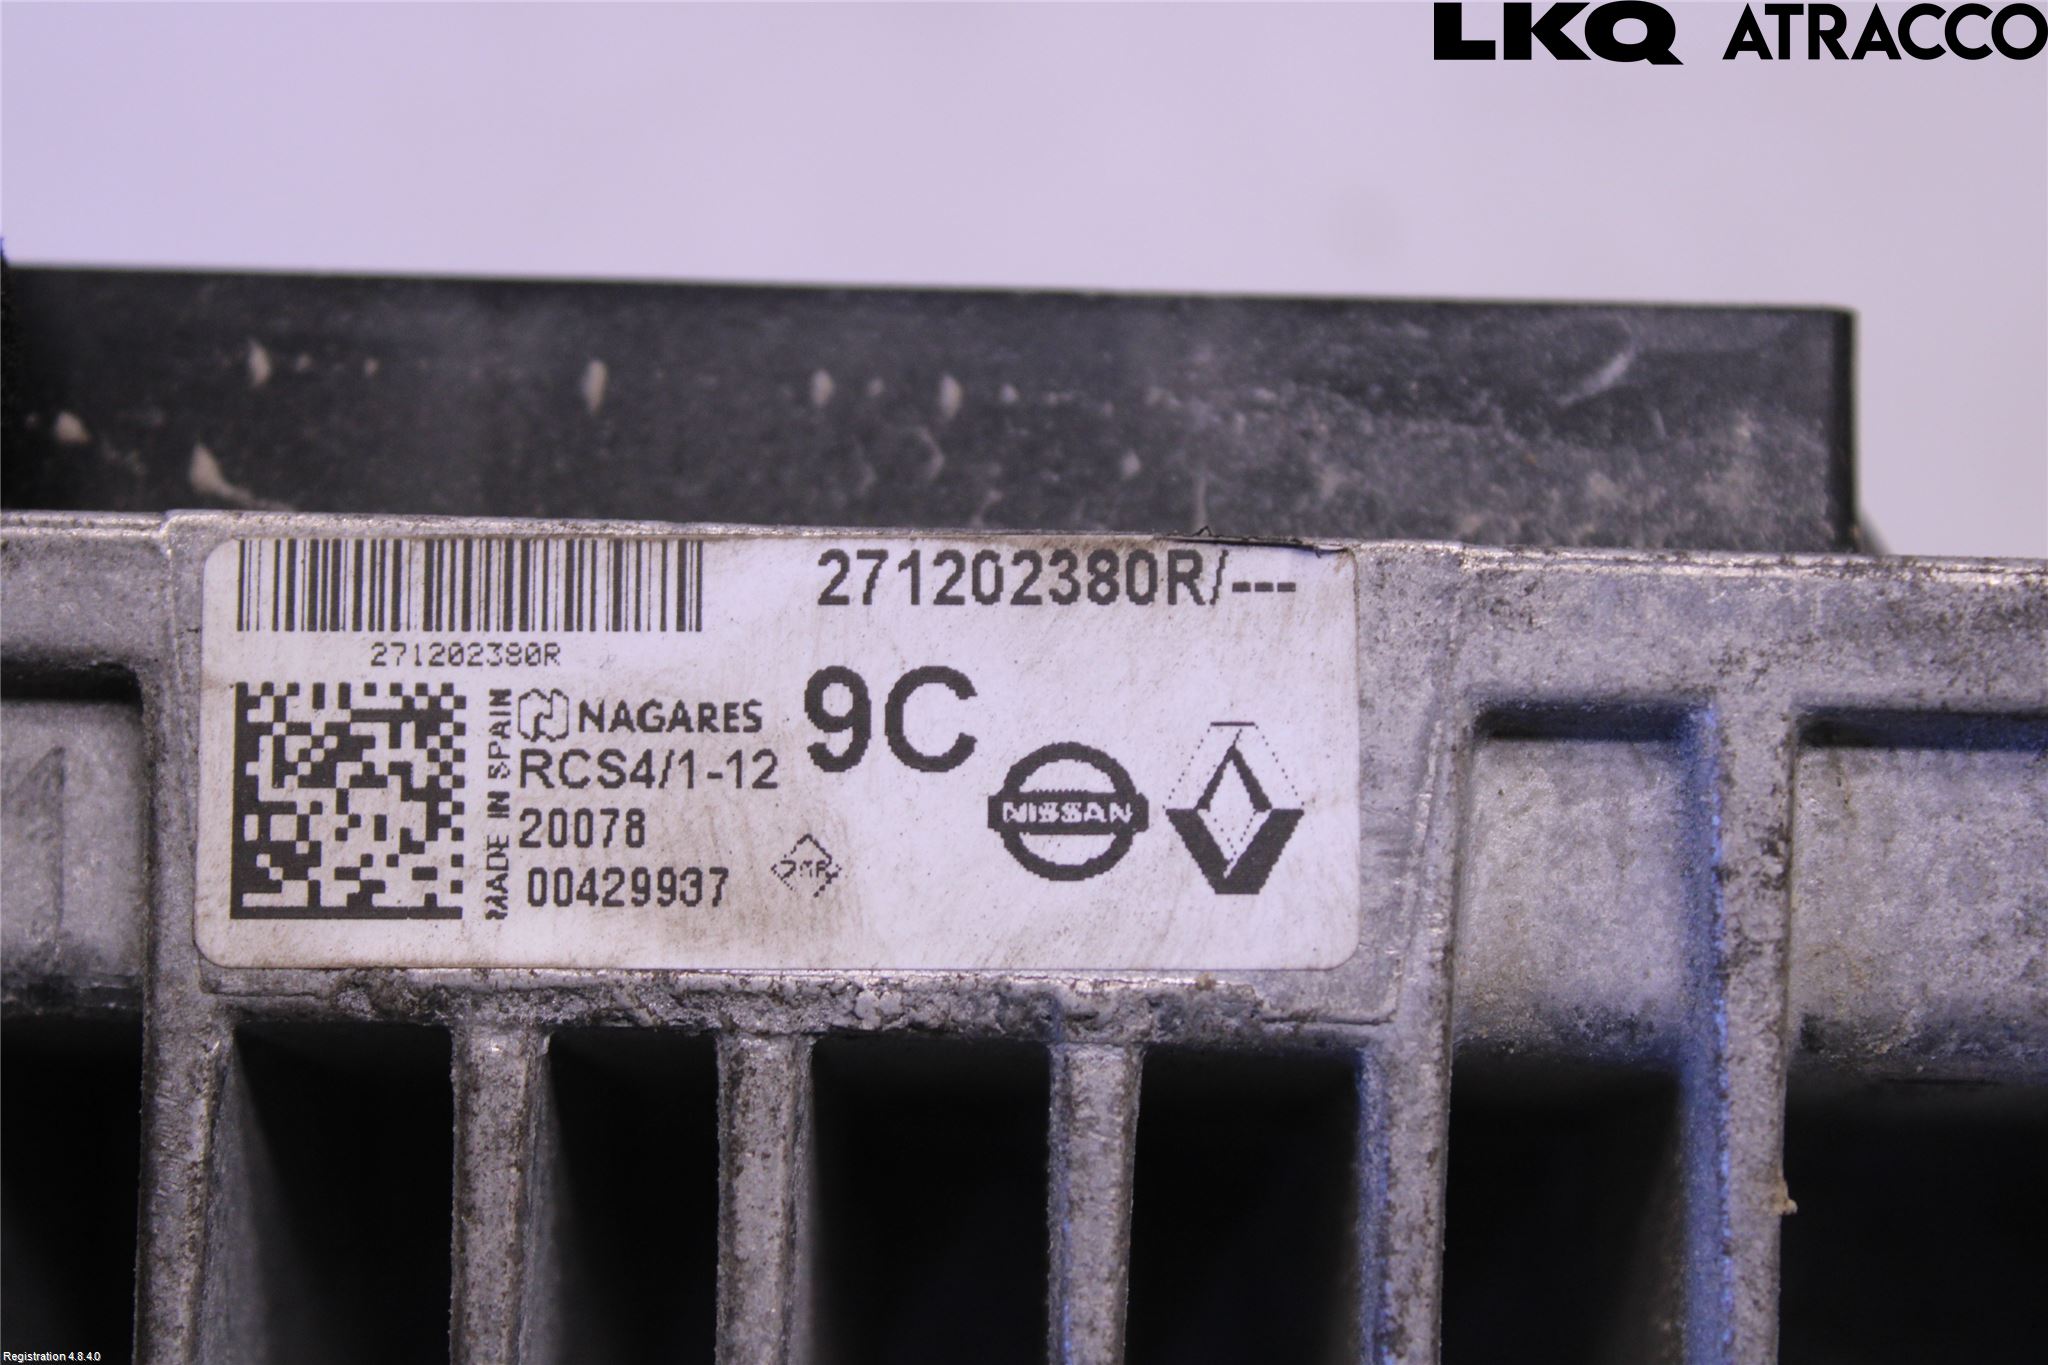 LKQ ATRACCO
271202380R/---
271202380R
9C
MADE IN SPAIN
NAGARES
RCS4/1-12
20078
00429937
NISSAN
Registration 4.8.4.0